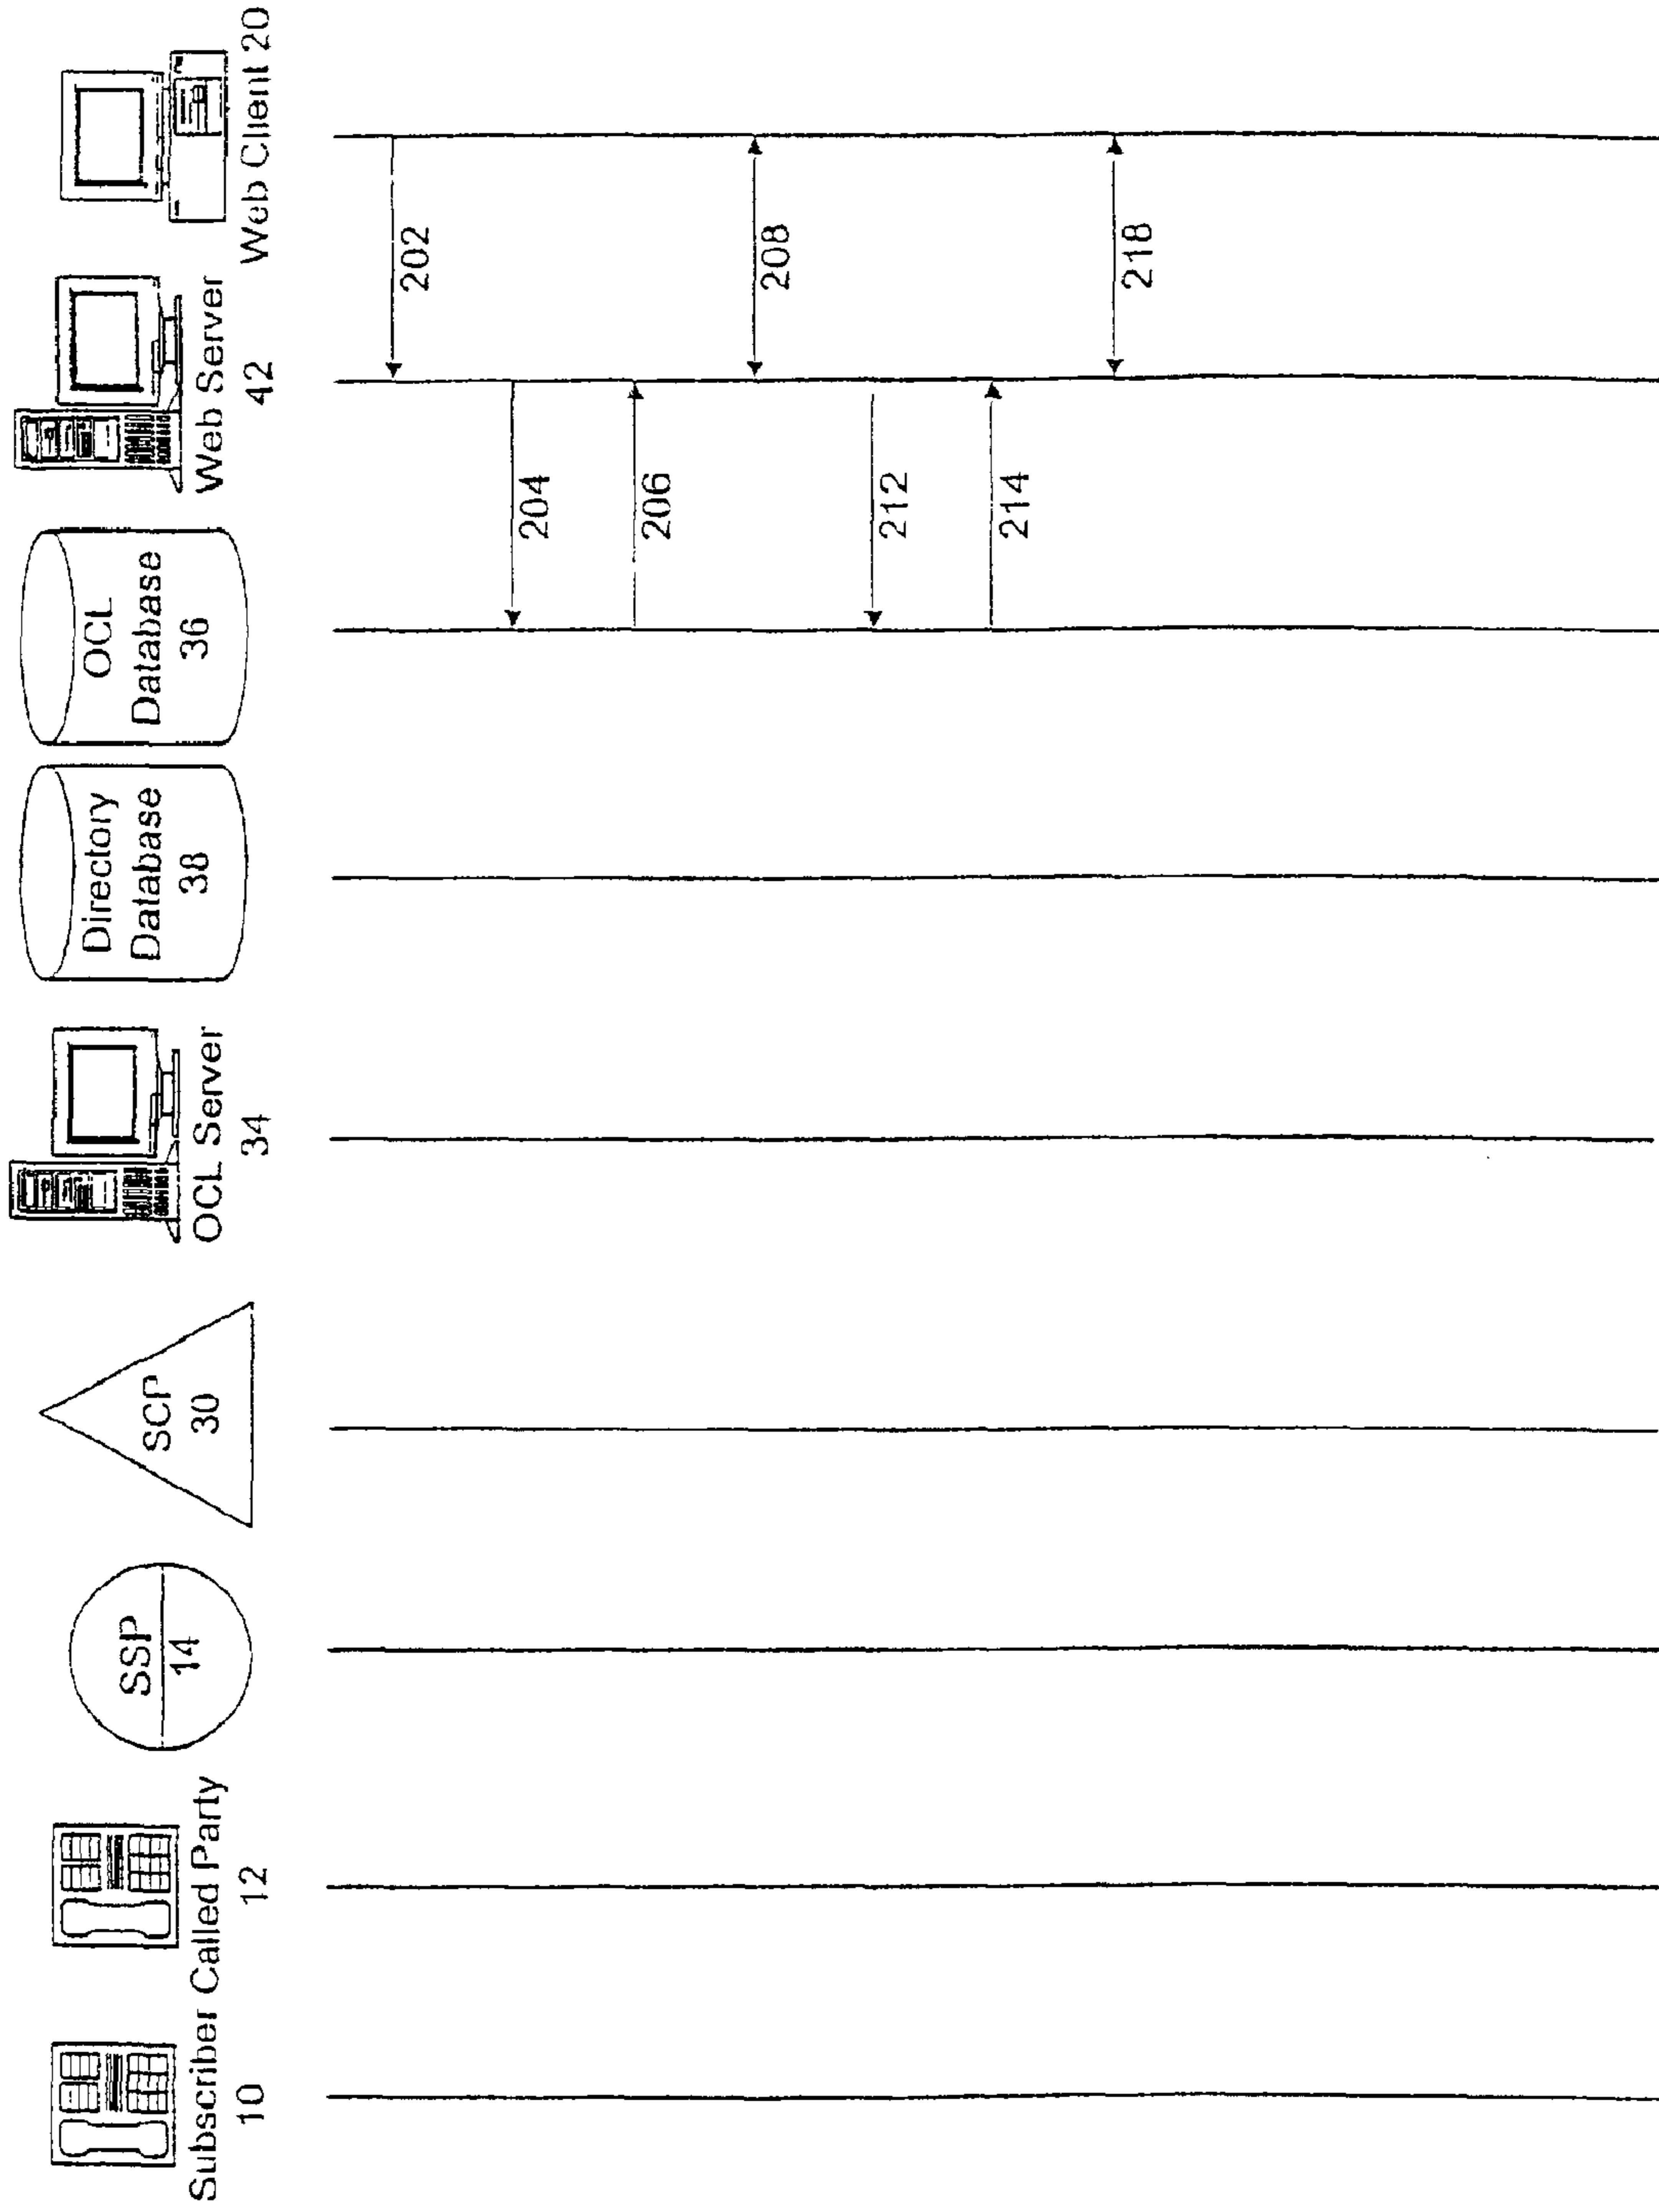 Subscriber
10
Called Party
12
SSP
14
SCP
30
OCL Server
34
Directory
Database
38
OCL
Database
36
Web Server
42
Web Client 20
202
204
206
208
212
214
218